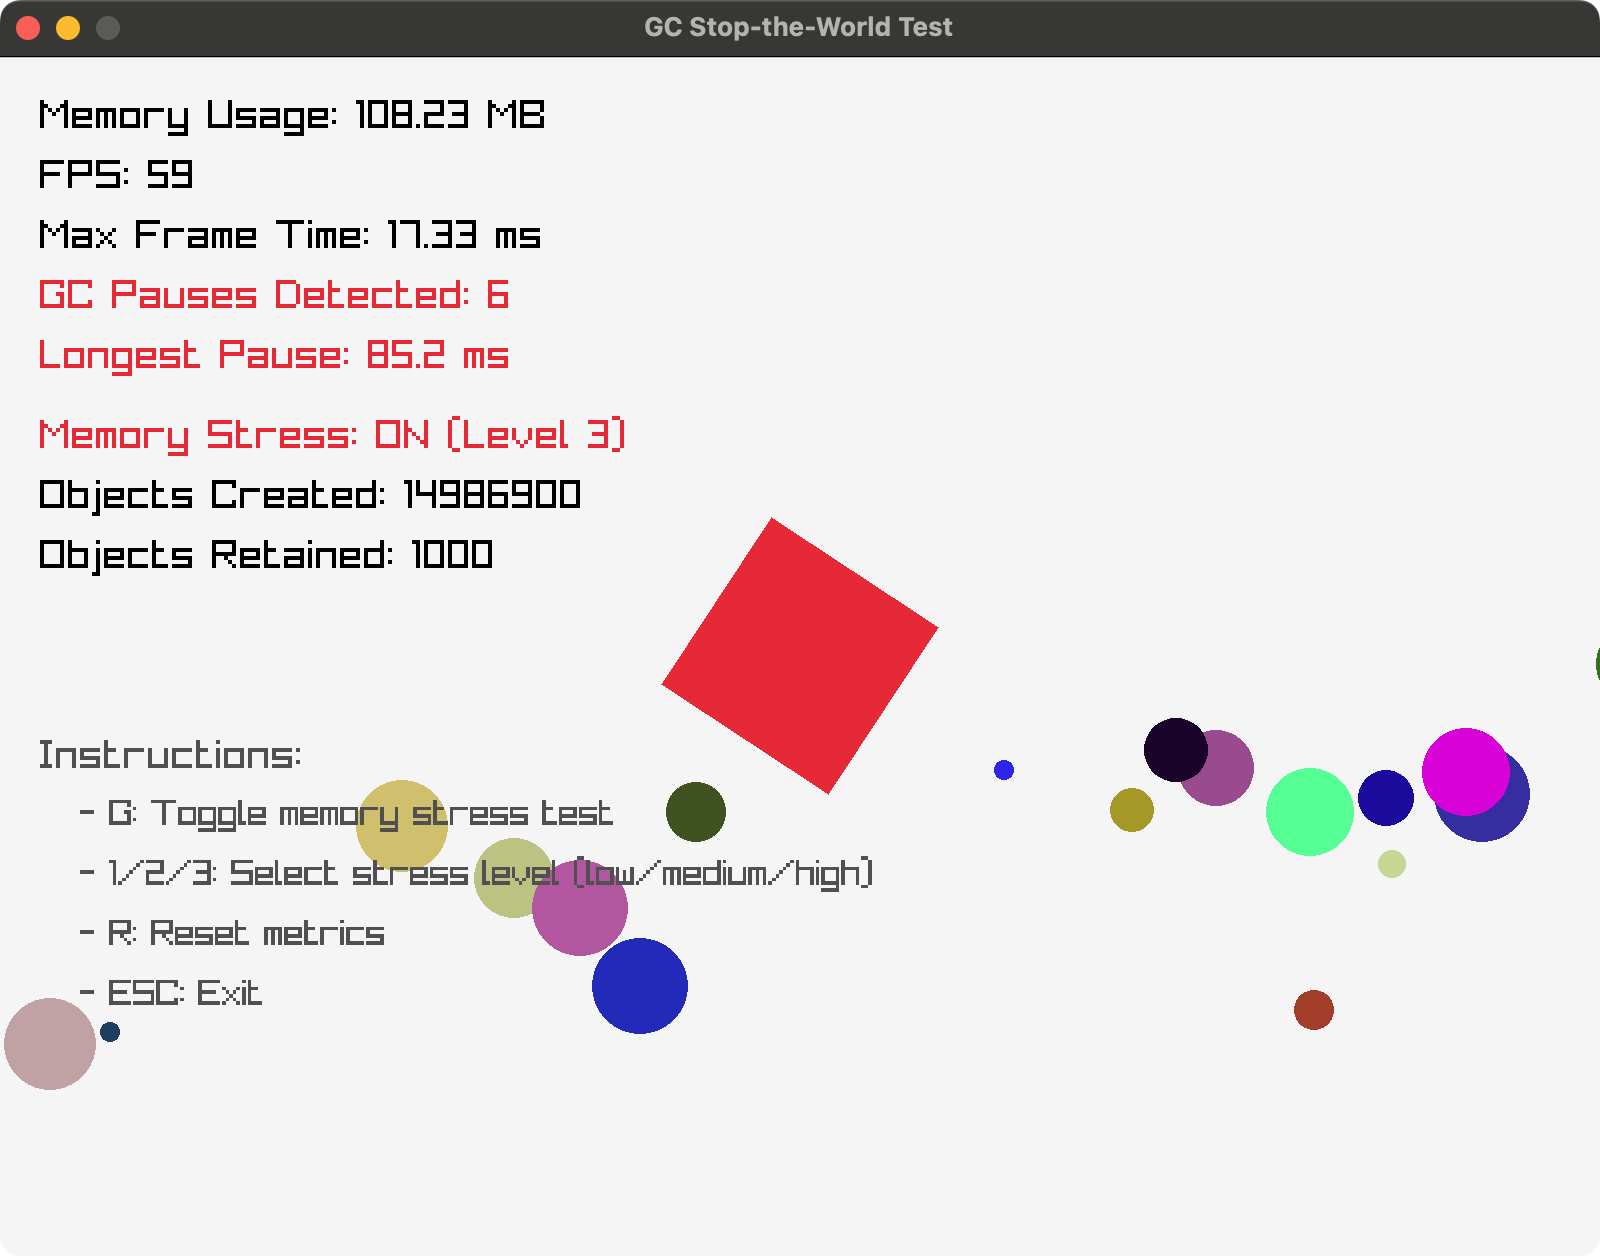 GC Stop-the-World Test
Memory Usage: 108.23 MB
FPS: 59
Max Frame Time: 17.33 ms
GC Pauses Detected: 6
Longest Pause: 85.2 ms
Memory Stress: ON (Level 3)
Objects Created: 14986900
Objects Retained: 1000
Instructions:
- G: Toggle memory stress test
- 1/2/3: Select stress level (low/medium/high)
- R: Reset metrics
- ESC: Exit